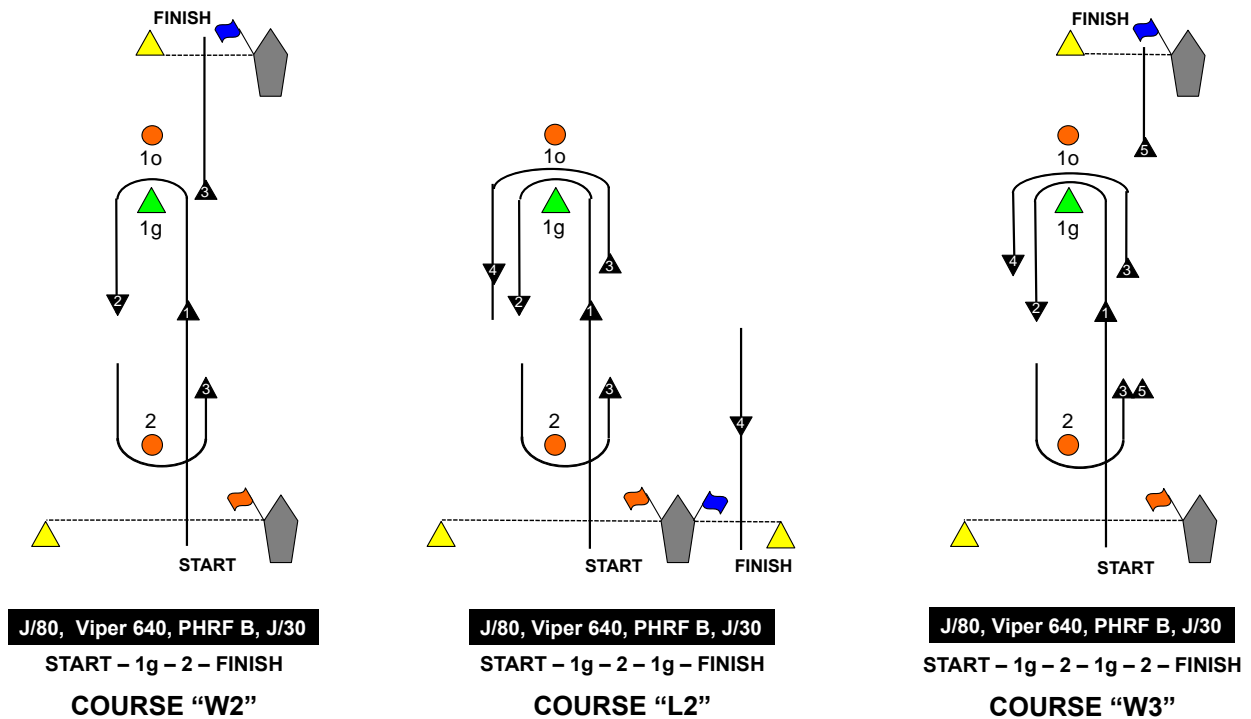 FINISH
1o
3
1g
2
1
3
2
START
J/80, Viper 640, PHRF B, J/30
START – 1g – 2 – FINISH
COURSE “W2”
1o
1g
3
4
2
1
3
2
4
START
FINISH
J/80, Viper 640, PHRF B, J/30
START – 1g – 2 – 1g – FINISH
COURSE “L2”
FINISH
5
1o
1g
4
3
2
1
3 5
2
START
J/80, Viper 640, PHRF B, J/30
START – 1g – 2 – 1g – 2 – FINISH
COURSE “W3”